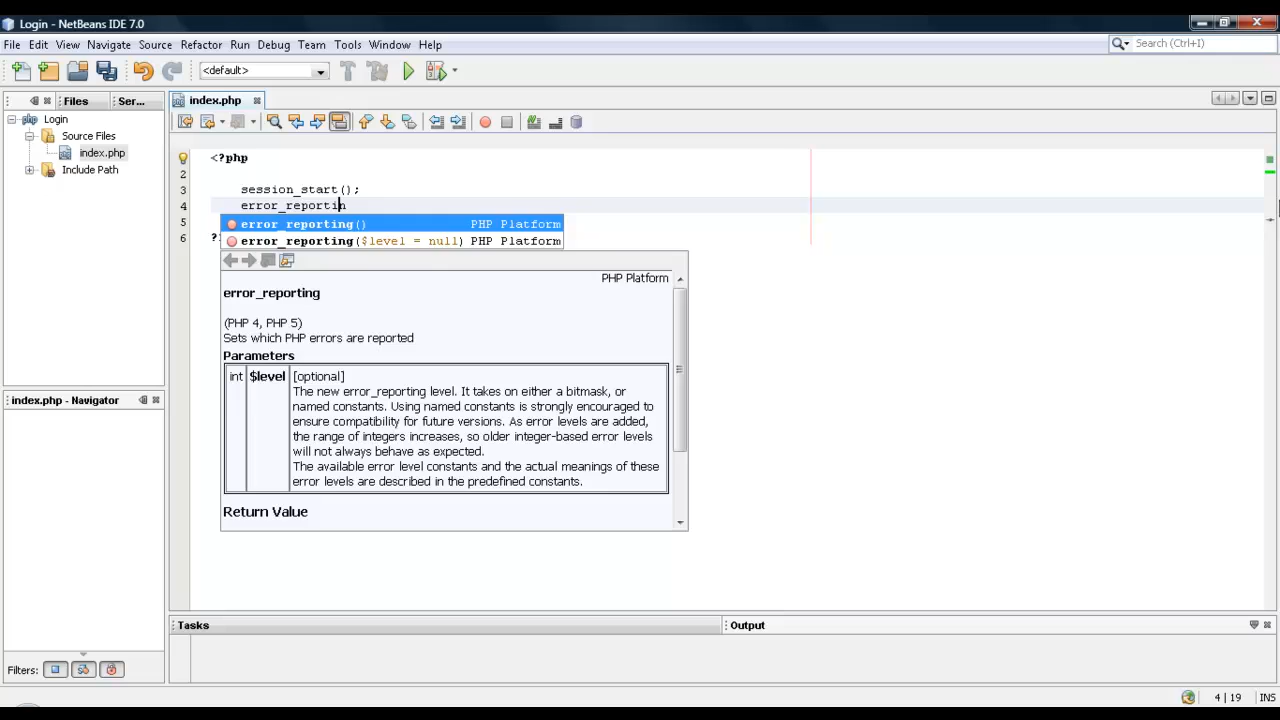 Login - NetBeans IDE 7.0
File Edit View Navigate Source Refactor Run Debug Team Tools Window Help
Search (Ctrl+I)
<default>
Files Ser...
index.php
Login
Source Files
index.php
Include Path
<?php
2
3 session_start();
4 error_reportin
5
6 ?
error_reporting() PHP Platform
error_reporting($level = null) PHP Platform
PHP Platform
error_reporting
(PHP 4, PHP 5)
Sets which PHP errors are reported
Parameters
int $level [optional]
The new error_reporting level. It takes on either a bitmask, or
named constants. Using named constants is strongly encouraged to
ensure compatibility for future versions. As error levels are added,
the range of integers increases, so older integer-based error levels
will not always behave as expected.
The available error level constants and the actual meanings of these
error levels are described in the predefined constants.
Return Value
index.php - Navigator
Filters:
Tasks
Output
4 | 19 INS